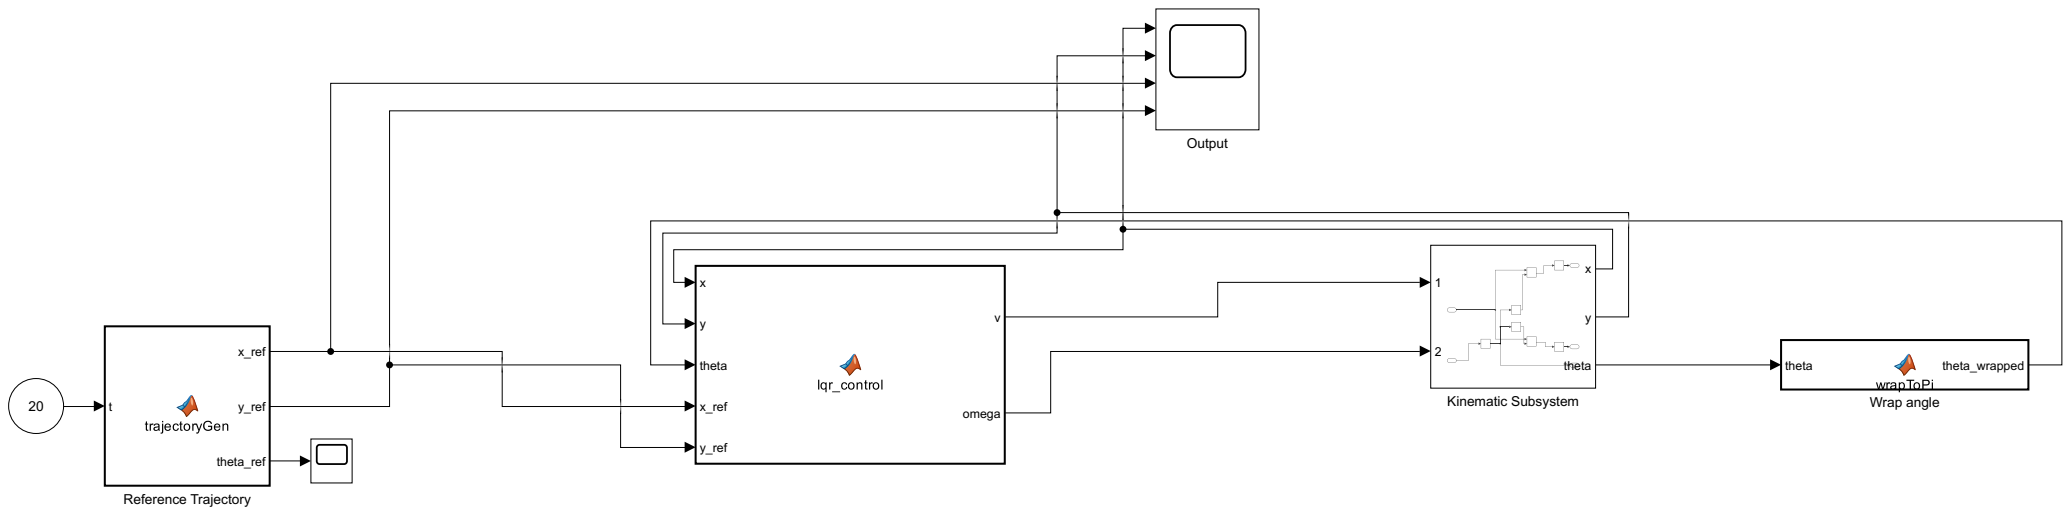 Output
x
1
x
y
v
y
x_ref
2
theta
theta
theta
theta_wrapped
lqr_control
wrapToPi
Kinematic Subsystem
Wrap angle
20
t
y_ref
x_ref
omega
trajectoryGen
y_ref
theta_ref
Reference Trajectory